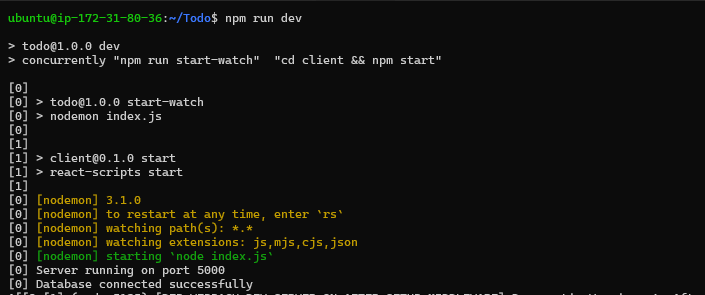 ubuntu@ip-172-31-80-36:~/Todo$ npm run dev
> todo@1.0.0 dev
> concurrently "npm run start-watch"  "cd client && npm start"
[0]
[0] > todo@1.0.0 start-watch
[0] > nodemon index.js
[0]
[1]
[1] > client@0.1.0 start
[1] > react-scripts start
[1]
[0] [nodemon] 3.1.0
[0] [nodemon] to restart at any time, enter `rs`
[0] [nodemon] watching path(s): *.*
[0] [nodemon] watching extensions: js,mjs,cjs,json
[0] [nodemon] starting `node index.js`
[0] Server running on port 5000
[0] Database connected successfully